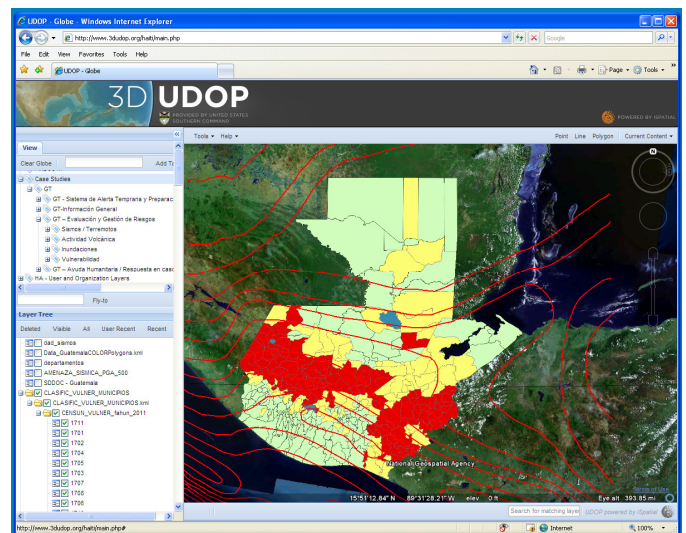 UDOP - Globe - Windows Internet Explorer
http://www.3dudop.org/haiti/main.php
Google
File Edit View Favorites Tools Help
UDOP - Globe
Page Tools
3D UDOP
PROVIDED BY UNITED STATES
SOUTHERN COMMAND
POWERED BY ISPATIAL
View
Tools Help
Point Line Polygon Current Content
Clear Globe
Add To
Case Studies
GT
GT - Sistema de Alerta Temprana y Preparac
GT-Información General
GT – Evaluación y Gestión de Riesgos
Sismos / Terremotos
Actividad Volcánica
Inundaciones
Vulnerabilidad
GT – Ayuda Humanitaria / Respuesta en caso
HA - User and Organization Layers
Fly-to
Layer Tree
Deleted Visible All User Recent Recent
dad_sismos
Data_GuatemalaCOLORPolygons.kml
departamentos
AMENAZA_SISMICA_PGA_500
SDDOC - Guatemala
CLASIFIC_VULNER_MUNICIPIOS
CLASIFIC_VULNER_MUNICIPIOS.kml
CENSUN_VULNER_fahun_2011
1711
1701
1702
1704
1705
1703
1707
1708
1706
N
National Geospatial Agency
Terms of Use
15°51'12.84" N 89°31'28.21" W elev 0 ft
Eye alt 393.85 mi
Search for matching layer
UDOP powered by iSpatial
http://www.3dudop.org/haiti/main.php#
Internet
100%